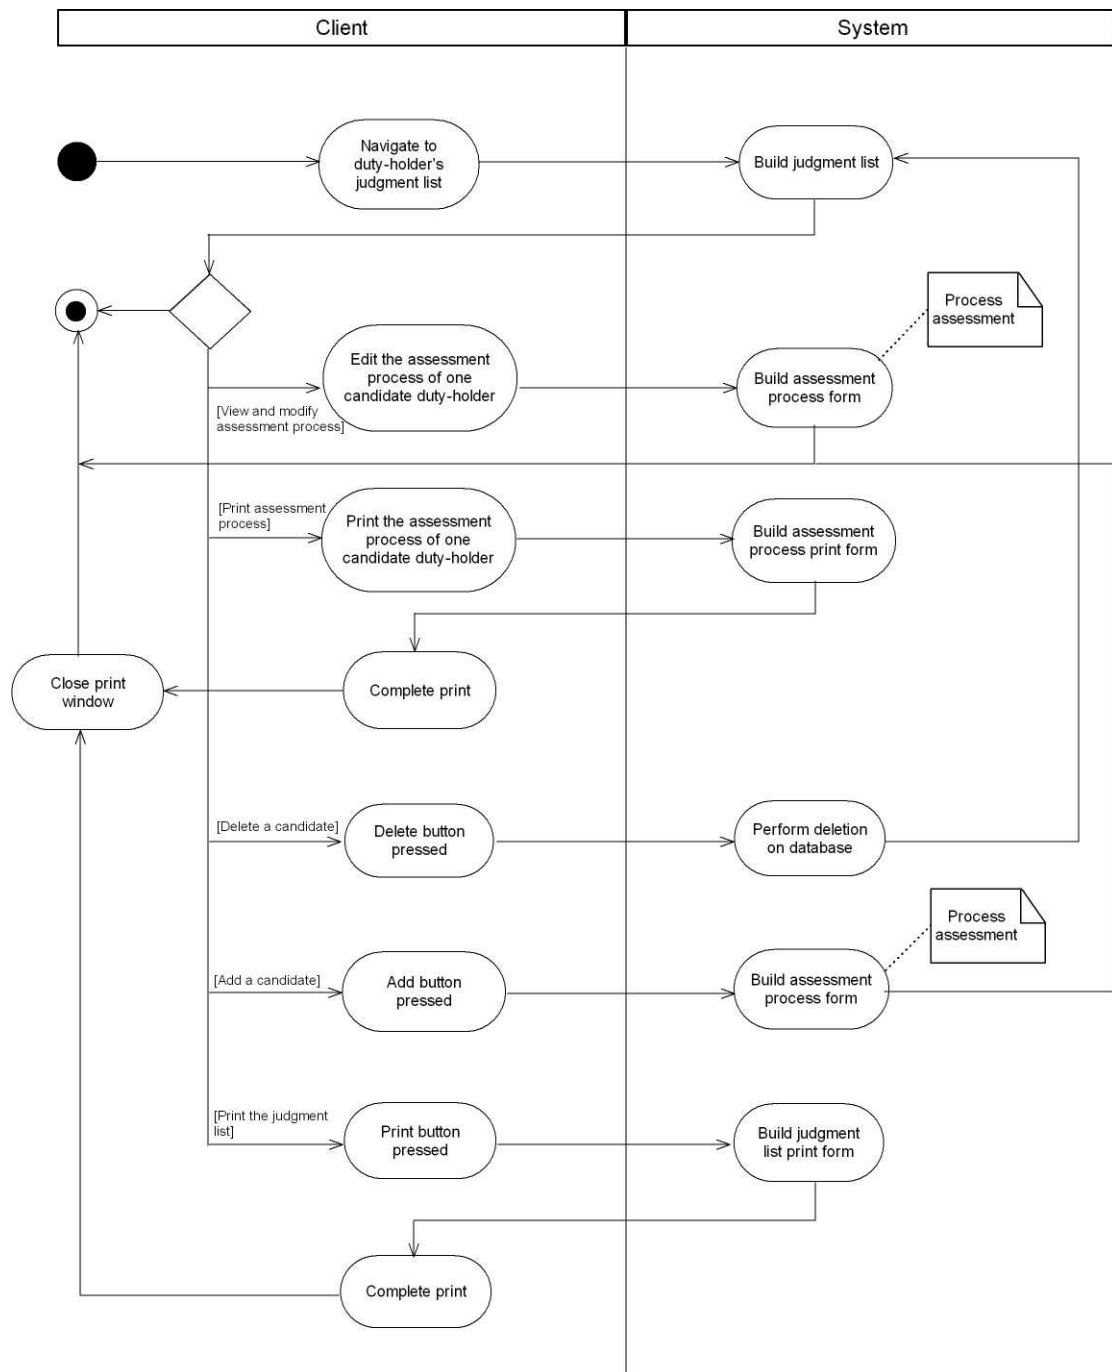 Client
System
Navigate to
duty-holder's
judgment list
Build judgment list
Process
assessment
Edit the assessment
process of one
candidate duty-holder
Build assessment
process form
[View and modify
assessment process]
[Print assessment
process]
Print the assessment
process of one
candidate duty-holder
Build assessment
process print form
Close print
window
Complete print
[Delete a candidate]
Delete button
pressed
Perform deletion
on database
Process
assessment
[Add a candidate]
Add button
pressed
Build assessment
process form
[Print the judgment
list]
Print button
pressed
Build judgment
list print form
Complete print